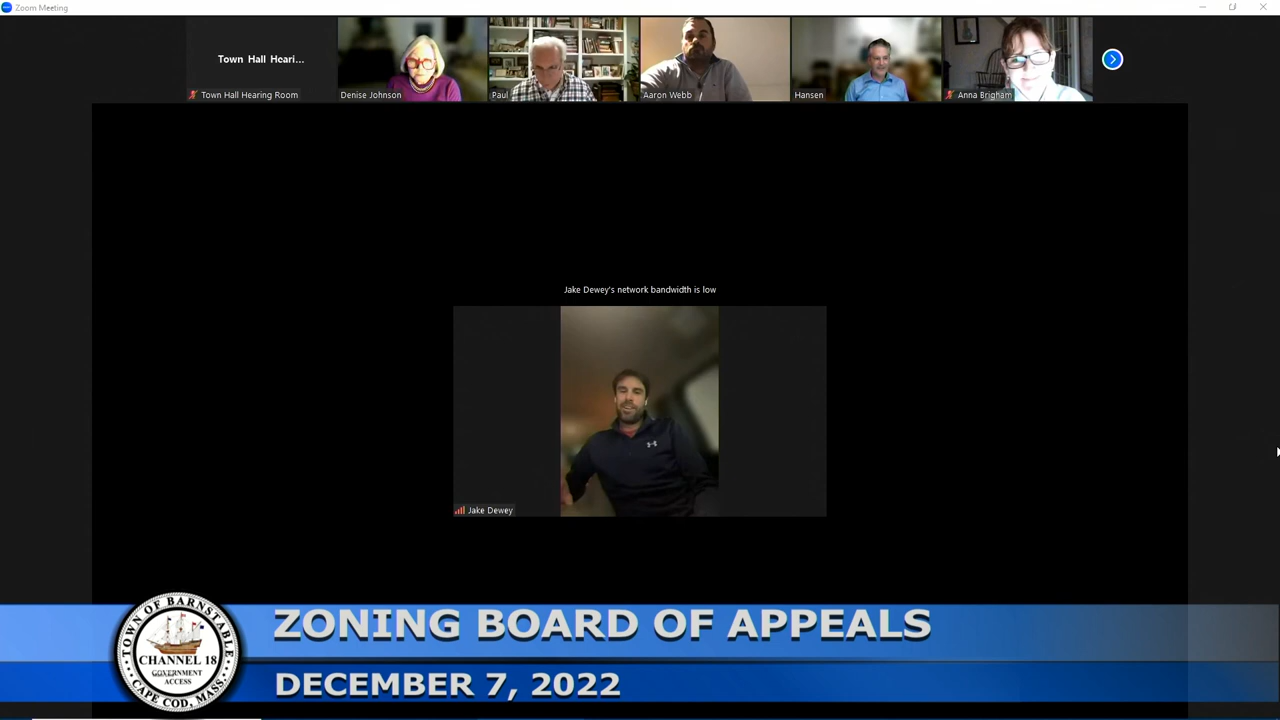 Zoom Meeting
Town Hall Heari...
Town Hall Hearing Room
Denise Johnson
Paul
Aaron Webb
Hansen
Anna Brigham
Jake Dewey's network bandwidth is low
Jake Dewey
TOWN OF BARNSTABLE
CHANNEL 18
GOVERNMENT
ACCESS
CAPE COD, MASS.
ZONING BOARD OF APPEALS
DECEMBER 7, 2022